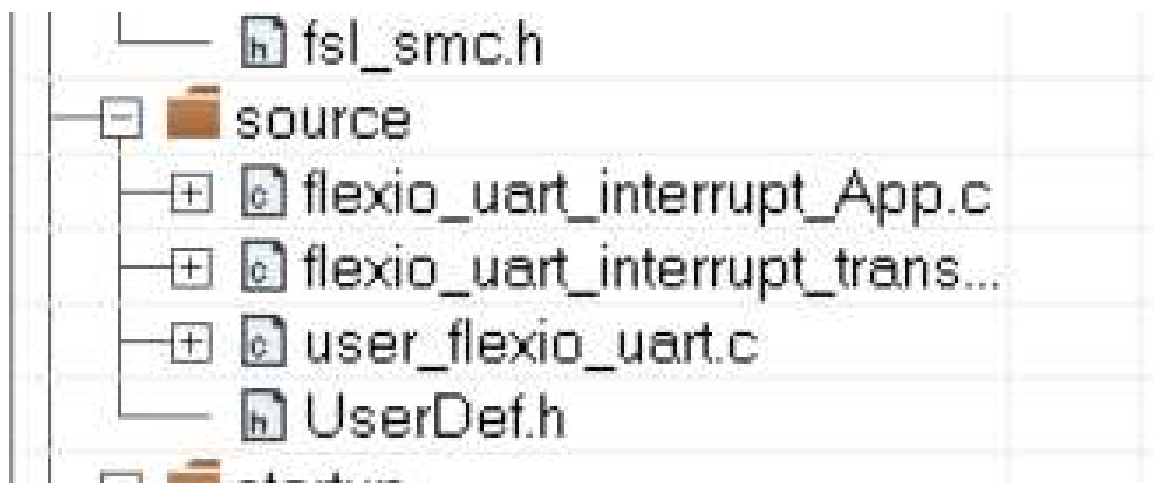 fsl_smc.h
source
flexio_uart_interrupt_App.c
flexio_uart_interrupt_trans...
user_flexio_uart.c
UserDef.h